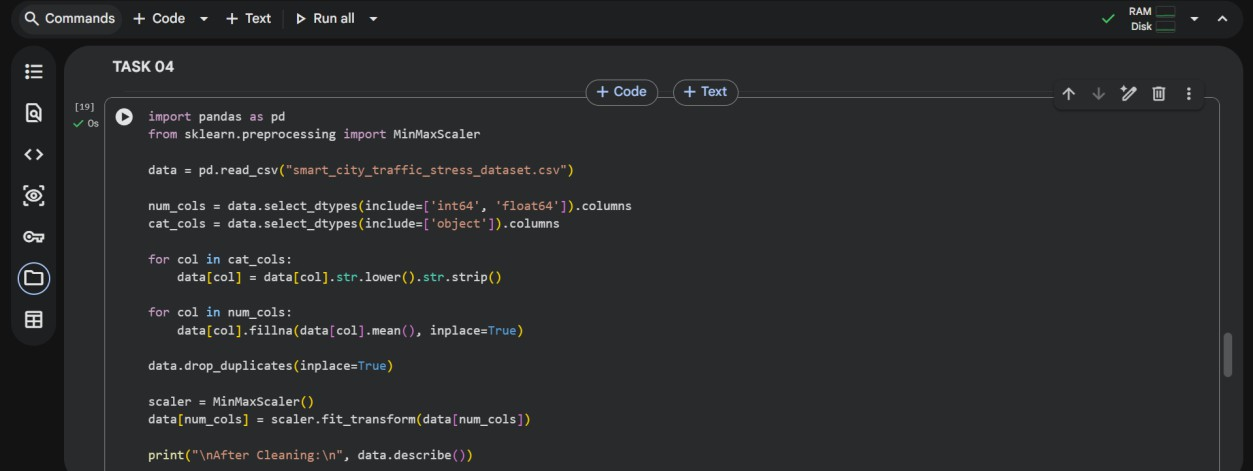 Commands + Code + Text Run all RAM
Disk
TASK 04
+ Code + Text
[19]
0s
import pandas as pd
from sklearn.preprocessing import MinMaxScaler
data = pd.read_csv("smart_city_traffic_stress_dataset.csv")
num_cols = data.select_dtypes(include=['int64', 'float64']).columns
cat_cols = data.select_dtypes(include=['object']).columns
for col in cat_cols:
    data[col] = data[col].str.lower().str.strip()
for col in num_cols:
    data[col].fillna(data[col].mean(), inplace=True)
data.drop_duplicates(inplace=True)
scaler = MinMaxScaler()
data[num_cols] = scaler.fit_transform(data[num_cols])
print("\nAfter Cleaning:\n", data.describe())